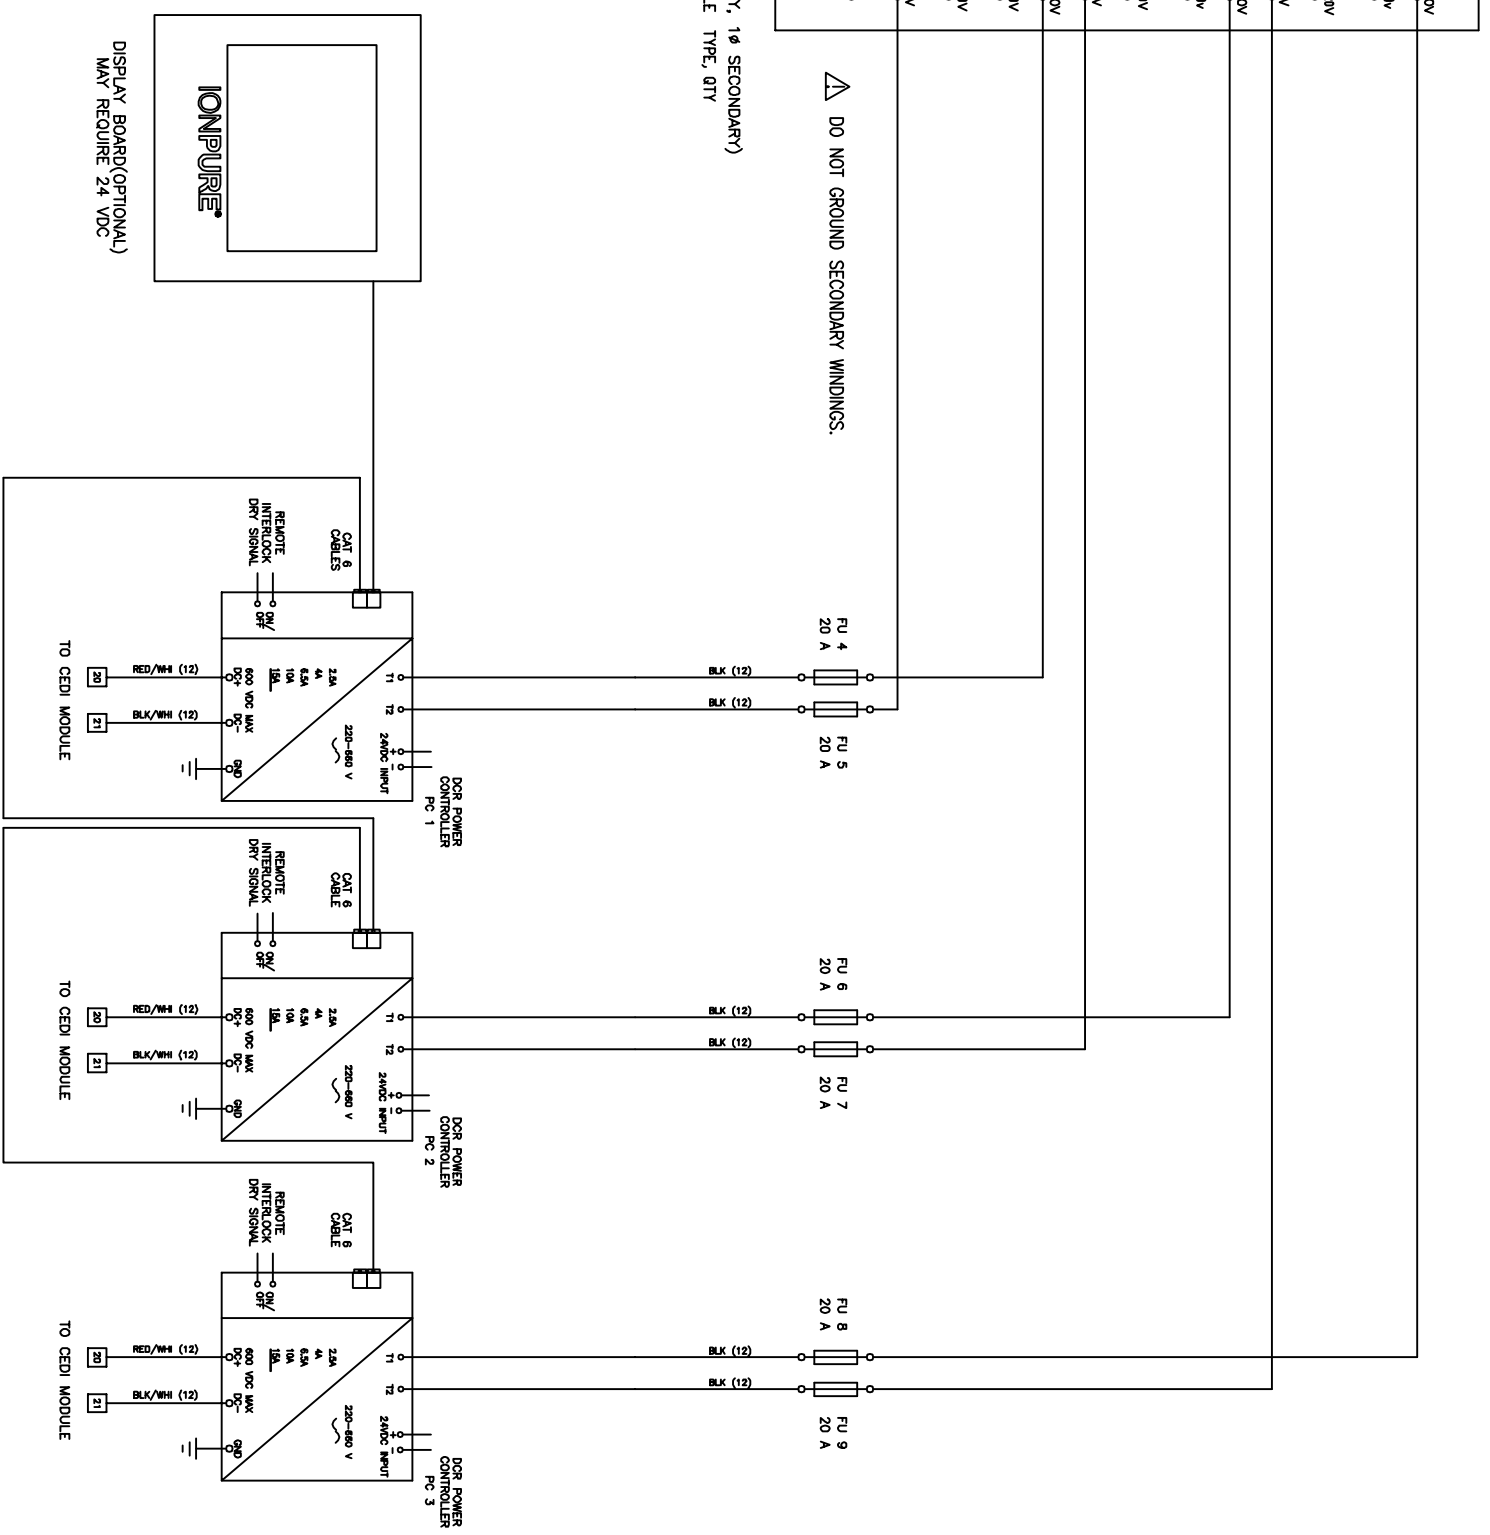 Y, 1ø SECONDARY)
LE TYPE, QTY
⚠ DO NOT GROUND SECONDARY WINDINGS.
IONPURE®
DISPLAY BOARD(OPTIONAL)
MAY REQUIRE 24 VDC
FU 4
20 A
FU 5
20 A
BLK (12)
BLK (12)
DCR POWER
CONTROLLER
PC 1
CAT 6
CABLES
REMOTE
INTERLOCK
DRY SIGNAL
ON/
OFF
T1
T2
24VDC INPUT
+
-
220-660 V
2.5A
4A
6.5A
10A
15A
600 VDC MAX
DC+
DC-
GND
RED/WHI (12)
BLK/WHI (12)
20
21
TO CEDI MODULE
FU 6
20 A
FU 7
20 A
BLK (12)
BLK (12)
DCR POWER
CONTROLLER
PC 2
CAT 6
CABLE
REMOTE
INTERLOCK
DRY SIGNAL
ON/
OFF
T1
T2
24VDC INPUT
+
-
220-660 V
2.5A
4A
6.5A
10A
15A
600 VDC MAX
DC+
DC-
GND
RED/WHI (12)
BLK/WHI (12)
20
21
TO CEDI MODULE
FU 8
20 A
FU 9
20 A
BLK (12)
BLK (12)
DCR POWER
CONTROLLER
PC 3
CAT 6
CABLE
REMOTE
INTERLOCK
DRY SIGNAL
ON/
OFF
T1
T2
24VDC INPUT
+
-
220-660 V
2.5A
4A
6.5A
10A
15A
600 VDC MAX
DC+
DC-
GND
RED/WHI (12)
BLK/WHI (12)
20
21
TO CEDI MODULE